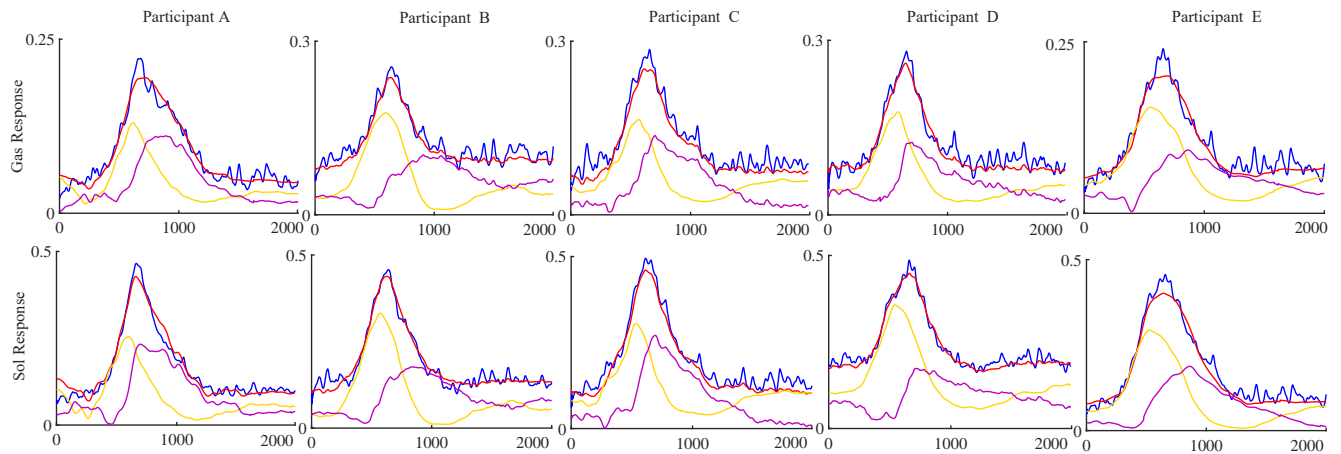 Participant A Participant B Participant C Participant D Participant E
Gas Response
0.25 0.3 0.3 0.3 0.25
0 0 0 0 0
0 1000 2000 0 1000 2000 0 1000 2000 0 1000 2000 0 1000 2000
Sol Response
0.5 0.5 0.5 0.5 0.5
0 0 0 0 0
0 1000 2000 0 1000 2000 0 1000 2000 0 1000 2000 0 1000 2000